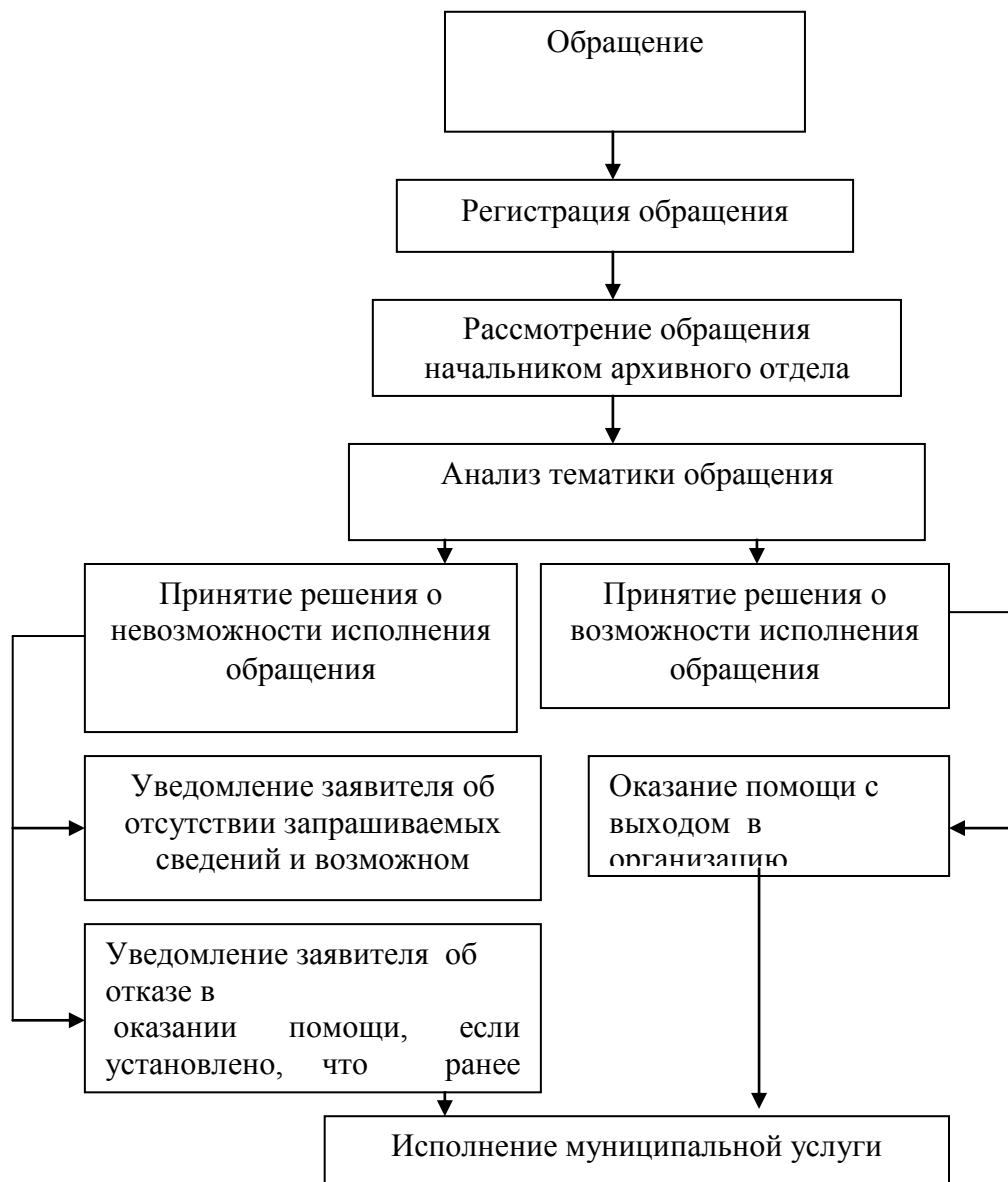 Обращение
Регистрация обращения
Рассмотрение обращения
начальником архивного отдела
Анализ тематики обращения
Принятие решения о
невозможности исполнения
обращения
Принятие решения о
возможности исполнения
обращения
Уведомление заявителя об
отсутствии запрашиваемых
сведений и возможном
Оказание помощи с
выходом в
организацию
Уведомление заявителя об
отказе в
оказании помощи, если
установлено, что ранее
Исполнение муниципальной услуги